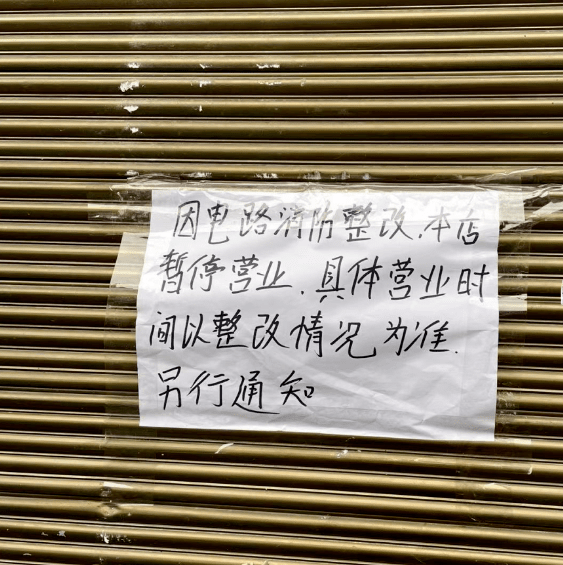 因电路消防整改.本店
暂停营业.具体营业时
间以整改情况为准.
另行通知